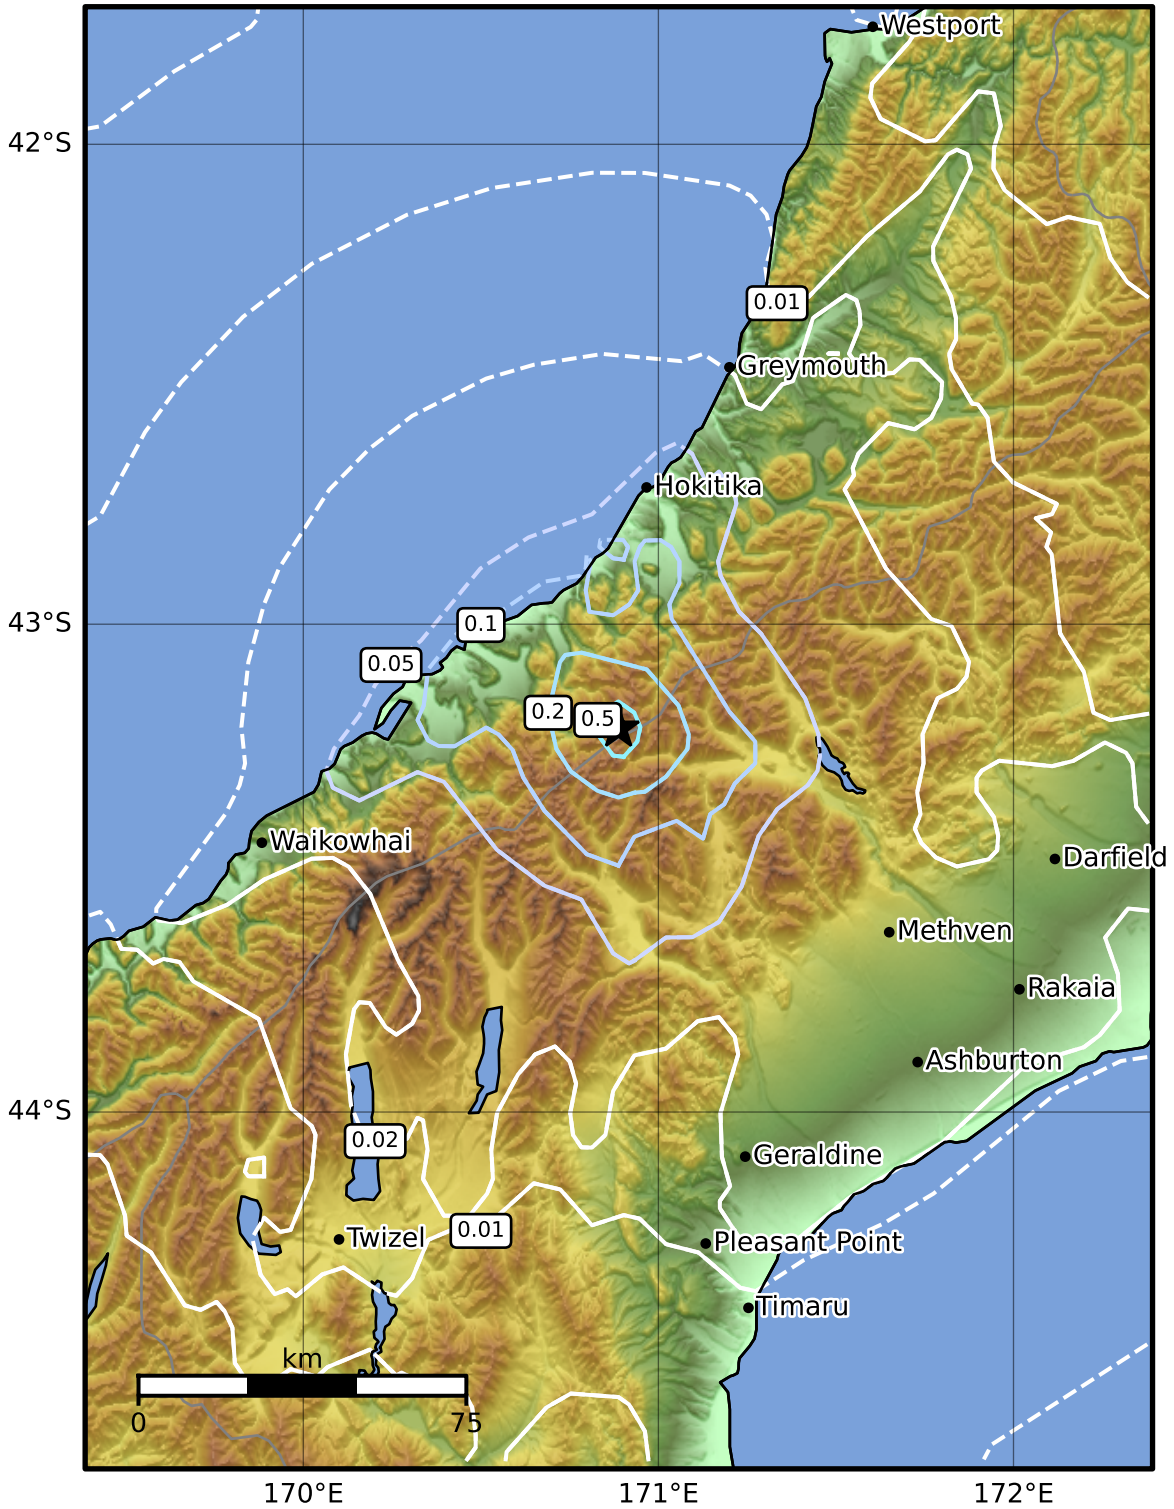 Westport
42°S
0.01
Greymouth
Hokitika
43°S
0.1
0.05
0.2
0.5
Waikowhai
Darfield
Methven
Rakaia
Ashburton
44°S
0.02
Geraldine
0.01
Twizel
Pleasant Point
Timaru
km
0
75
170°E
171°E
172°E